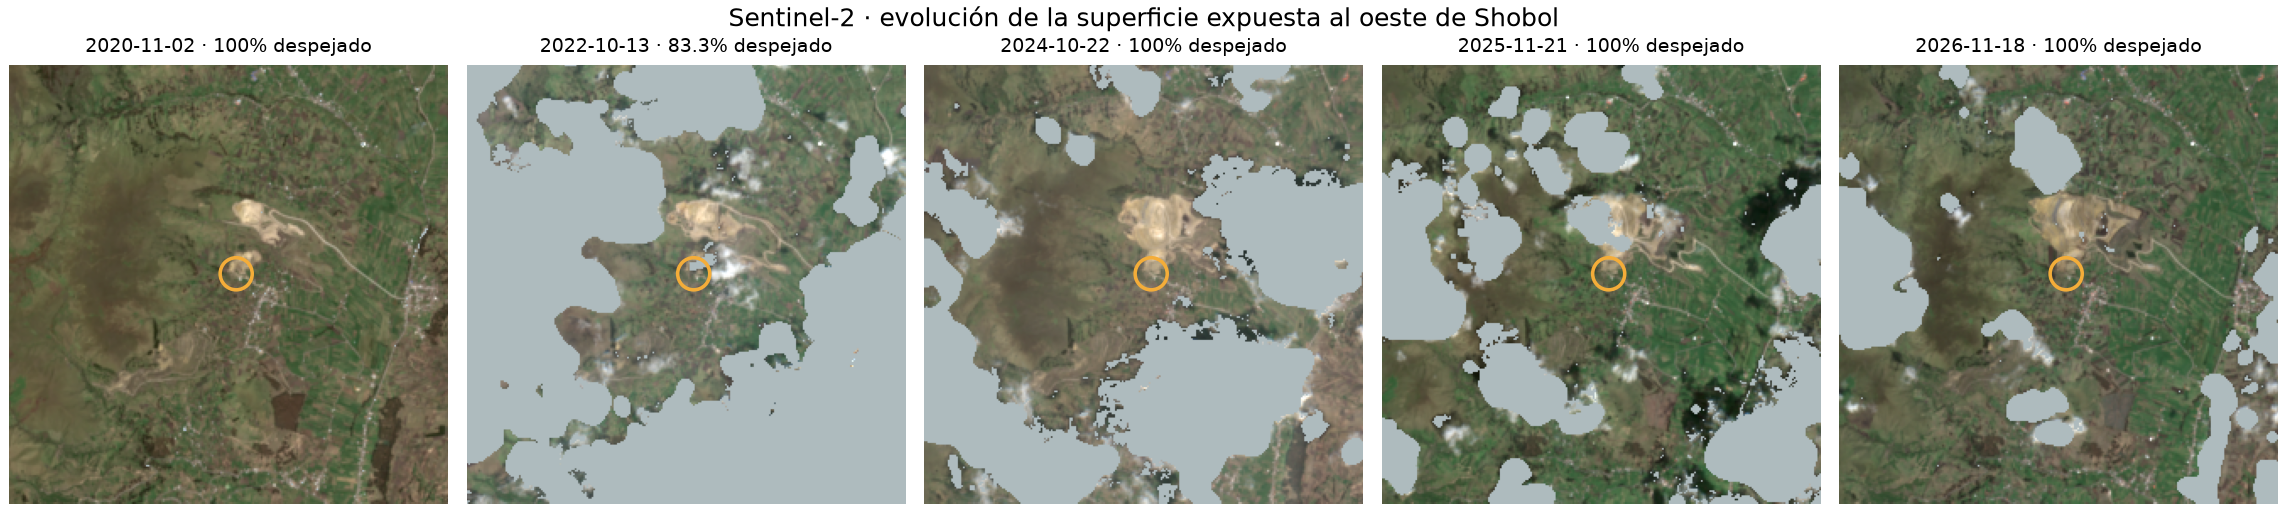 Sentinel-2 · evolución de la superficie expuesta al oeste de Shobol
2020-11-02 · 100% despejado
2022-10-13 · 83.3% despejado
2024-10-22 · 100% despejado
2025-11-21 · 100% despejado
2026-11-18 · 100% despejado